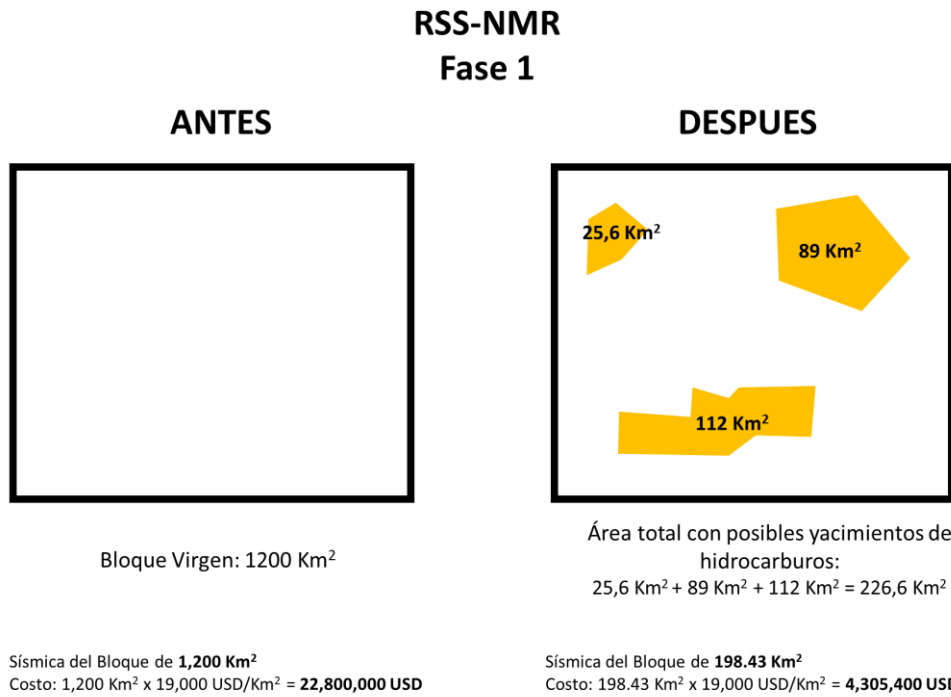 RSS-NMR
Fase 1
ANTES
DESPUES
25,6 Km²
89 Km²
112 Km²
Bloque Virgen: 1200 Km²
Área total con posibles yacimientos de
hidrocarburos:
25,6 Km² + 89 Km² + 112 Km² = 226,6 Km²
Sísmica del Bloque de 1,200 Km²
Costo: 1,200 Km² x 19,000 USD/Km² = 22,800,000 USD
Sísmica del Bloque de 198.43 Km²
Costo: 198.43 Km² x 19,000 USD/Km² = 4,305,400 USD